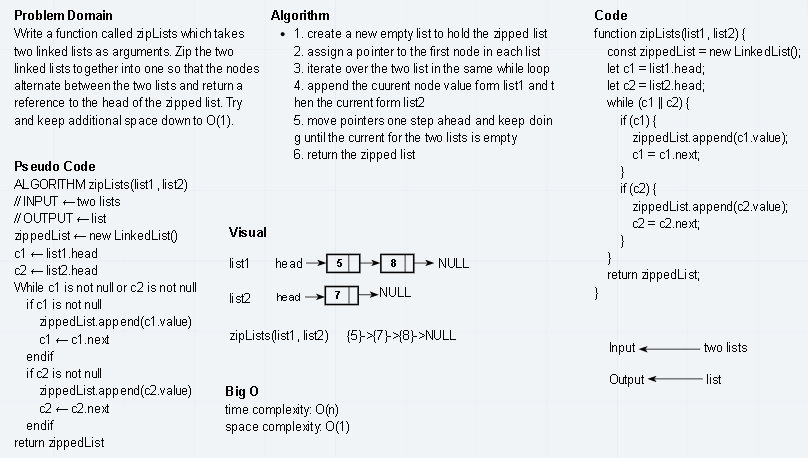 Problem Domain
Write a function called zipLists which takes
two linked lists as arguments. Zip the two
linked lists together into one so that the nodes
alternate between the two lists and return a
reference to the head of the zipped list. Try
and keep additional space down to O(1).
Algorithm
• 1. create a new empty list to hold the zipped list
2. assign a pointer to the first node in each list
3. iterate over the two list in the same while loop
4. append the cuurent node value form list1 and t
hen the current form list2
5. move pointers one step ahead and keep doin
g until the current for the two lists is empty
6. return the zipped list
Code
function zipLists(list1, list2) {
const zippedList = new LinkedList();
let c1 = list1.head;
let c2 = list2.head;
while (c1 || c2) {
if (c1) {
zippedList.append(c1.value);
c1 = c1.next;
}
if (c2) {
zippedList.append(c2.value);
c2 = c2.next;
}
}
return zippedList;
}
Pseudo Code
ALGORITHM zipLists(list1, list2)
// INPUT ← two lists
// OUTPUT ← list
zippedList ← new LinkedList()
c1 ← list1.head
c2 ← list2.head
While c1 is not null or c2 is not null
if c1 is not null
zippedList.append(c1.value)
c1 ← c1.next
endif
if c2 is not null
zippedList.append(c2.value)
c2 ← c2.next
endif
return zippedList
Visual
list1 head 5 8 NULL
list2 head 7 NULL
zipLists(list1, list2) {5}->{7}->{8}->NULL
Big O
time complexity: O(n)
space complexity: O(1)
Input two lists
Output list